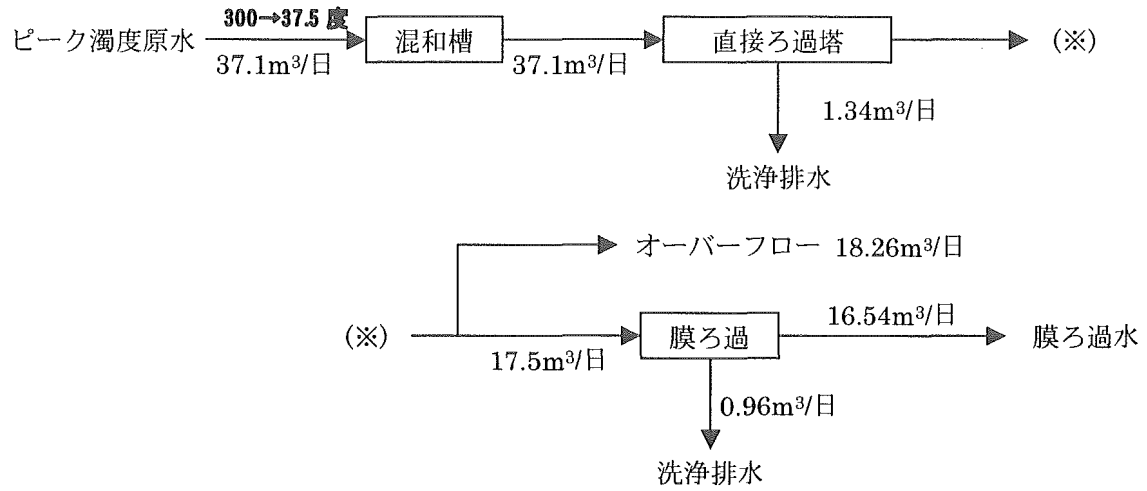 300→37.5 度
ピーク濁度原水
混和槽
直接ろ過塔
(※)
37.1m³/日
37.1m³/日
1.34m³/日
洗浄排水
オーバーフロー 18.26m³/日
(※)
膜ろ過
16.54m³/日
膜ろ過水
17.5m³/日
0.96m³/日
洗浄排水